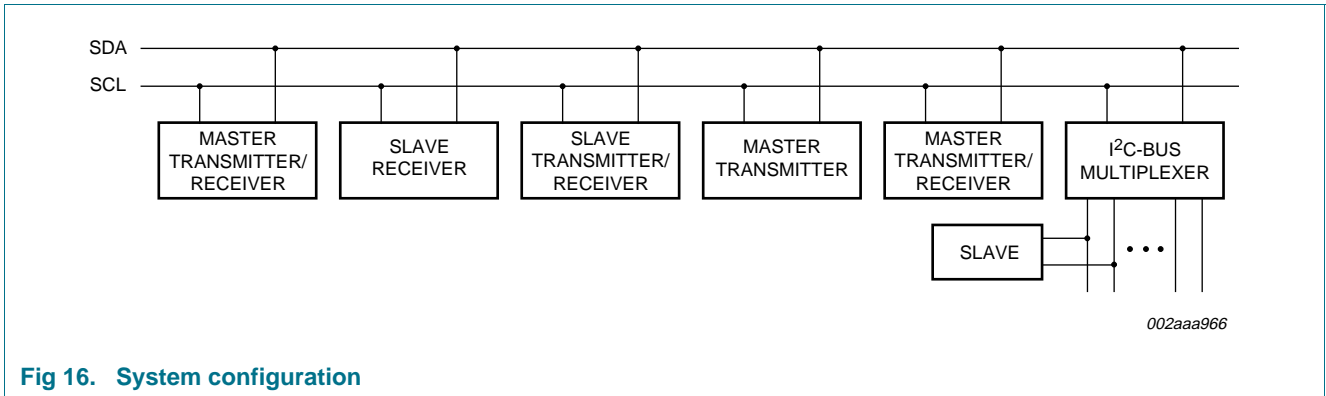 SDA
SCL
MASTER
TRANSMITTER/
RECEIVER
SLAVE
RECEIVER
SLAVE
TRANSMITTER/
RECEIVER
MASTER
TRANSMITTER
MASTER
TRANSMITTER/
RECEIVER
I²C-BUS
MULTIPLEXER
SLAVE
002aaa966
Fig 16. System configuration